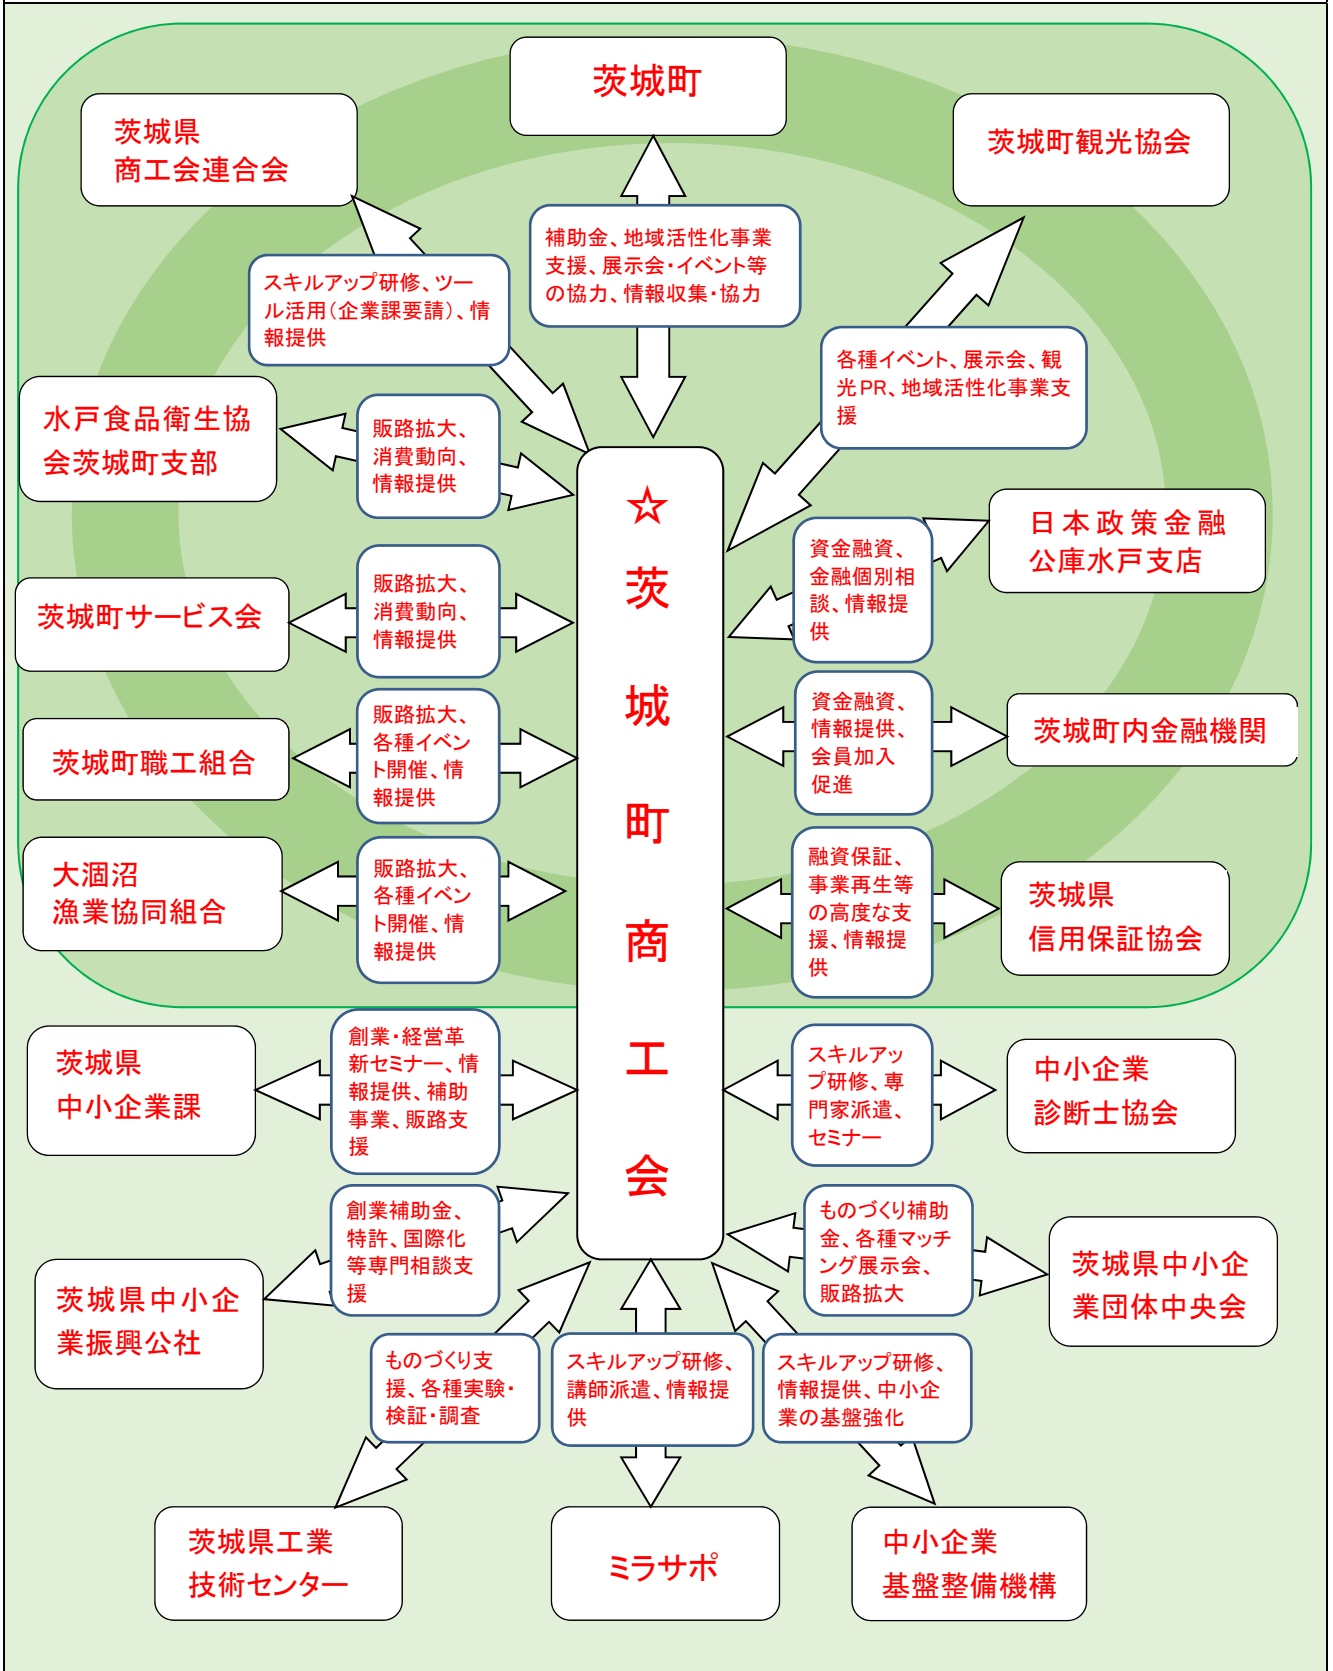 茨城町
茨城県
商工会連合会
茨城町観光協会
補助金、地域活性化事業
支援、展示会・イベント等
の協力、情報収集・協力
スキルアップ研修、ツー
ル活用(企業課要請)、情
報提供
各種イベント、展示会、観
光PR、地域活性化事業支
援
水戸食品衛生協
会茨城町支部
販路拡大、
消費動向、
情報提供
☆
茨
城
町
商
工
会
日本政策金融
公庫水戸支店
資金融資、
金融個別相
談、情報提
供
茨城町サービス会
販路拡大、
消費動向、
情報提供
茨城町職工組合
販路拡大、
各種イベン
ト開催、情
報提供
資金融資、
情報提供、
会員加入
促進
茨城町内金融機関
大涸沼
漁業協同組合
販路拡大、
各種イベン
ト開催、情
報提供
融資保証、
事業再生等
の高度な支
援、情報提
供
茨城県
信用保証協会
茨城県
中小企業課
創業・経営革
新セミナー、情
報提供、補助
事業、販路支
援
スキルアッ
プ研修、専
門家派遣、
セミナー
中小企業
診断士協会
茨城県中小企
業振興公社
創業補助金、
特許、国際化
等専門相談支
援
ものづくり補助
金、各種マッチ
ング展示会、
販路拡大
茨城県中小企
業団体中央会
ものづくり支
援、各種実験・
検証・調査
スキルアップ研修、
講師派遣、情報提
供
スキルアップ研修、
情報提供、中小企
業の基盤強化
茨城県工業
技術センター
ミラサポ
中小企業
基盤整備機構